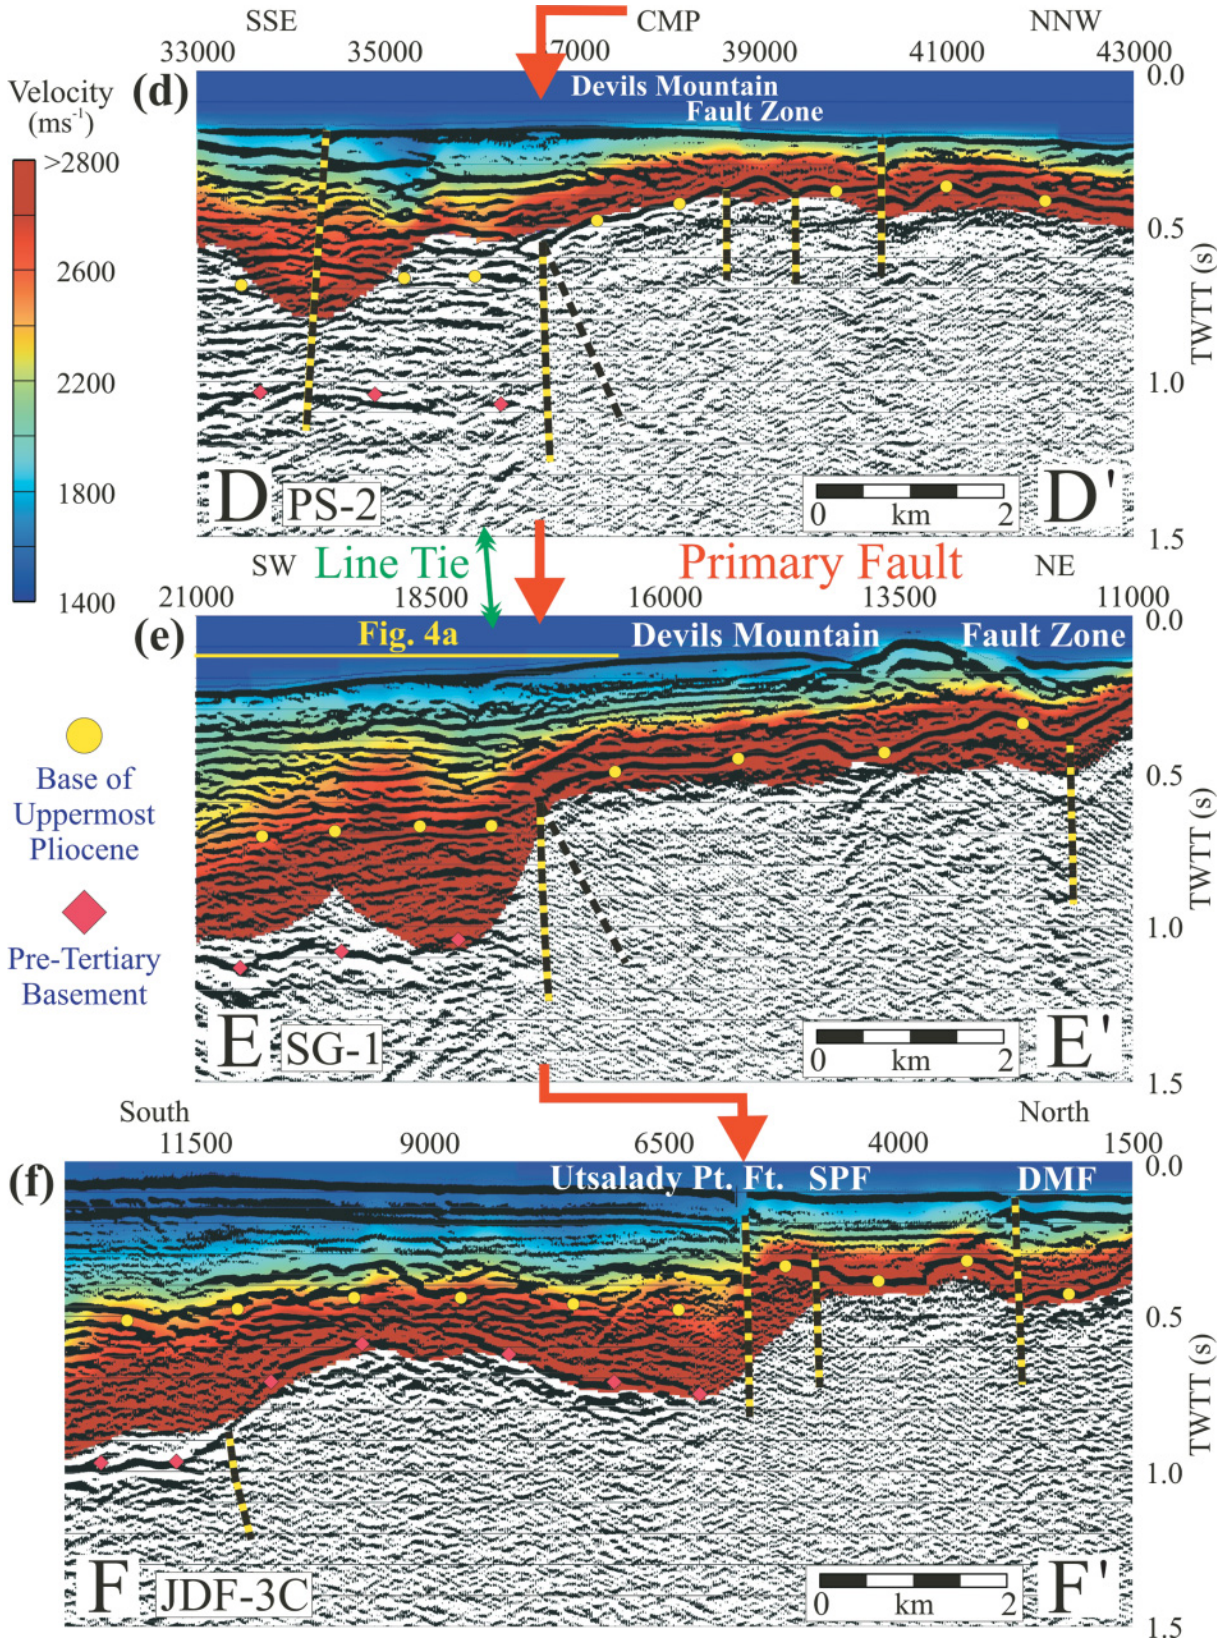 SSE CMP NNW
33000 35000 37000 39000 41000 43000
(d)
Devils Mountain
Fault Zone
Velocity
(ms-1)
>2800
2600
2200
1800
1400
0.0
0.5
1.0
1.5
TWTT (s)
D PS-2 D'
0 km 2
SW Line Tie Primary Fault NE
21000 18500 16000 13500 11000
(e)
Fig. 4a Devils Mountain Fault Zone
0.0
0.5
1.0
1.5
TWTT (s)
Base of
Uppermost
Pliocene
Pre-Tertiary
Basement
E SG-1 E'
0 km 2
South North
11500 9000 6500 4000 1500
(f)
Utsalady Pt. Ft. SPF DMF
0.0
0.5
1.0
1.5
TWTT (s)
F JDF-3C F'
0 km 2